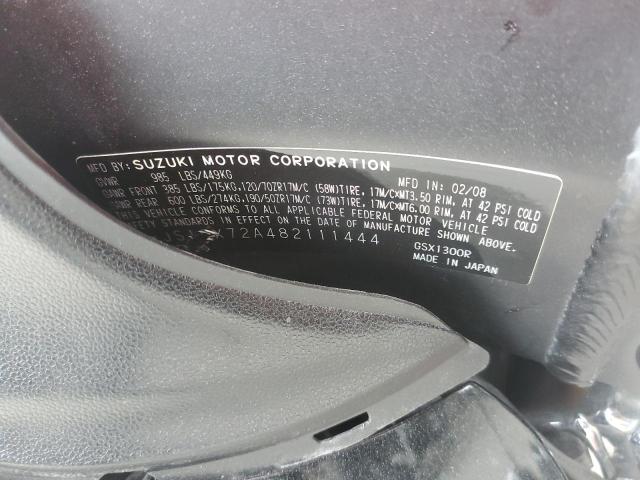 MFD BY: SUZUKI MOTOR CORPORATION
MFD IN: 02/08
GVWR 985 LBS/449KG
GAWR FRONT 385 LBS/175KG,120/70ZR17M/C (58W)TIRE, 17M/CXMT3.50 RIM, AT 42 PSI COLD
REAR 600 LBS/274KG,190/50ZR17M/C (73W)TIRE, 17M/CXMT6.00 RIM, AT 42 PSI COLD
VEHICLE CONFORMS TO ALL APPLICABLE FEDERAL MOTOR VEHICLE
SAFETY STANDARDS IN EFFECT ON THE DATE OF MANUFACTURE SHOWN ABOVE.
X72A482111444
GSX1300R
MADE IN JAPAN